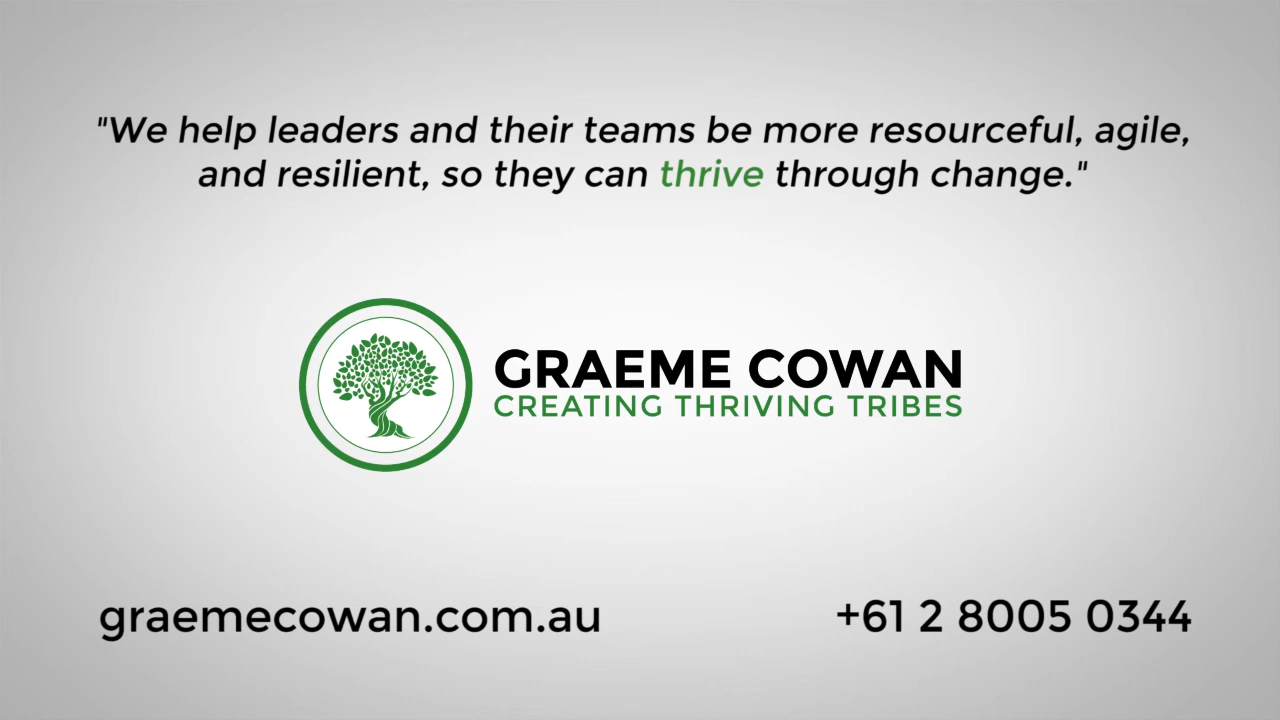 "We help leaders and their teams be more resourceful, agile,
and resilient, so they can thrive through change."
GRAEME COWAN
CREATING THRIVING TRIBES
graemecowan.com.au
+61 2 8005 0344